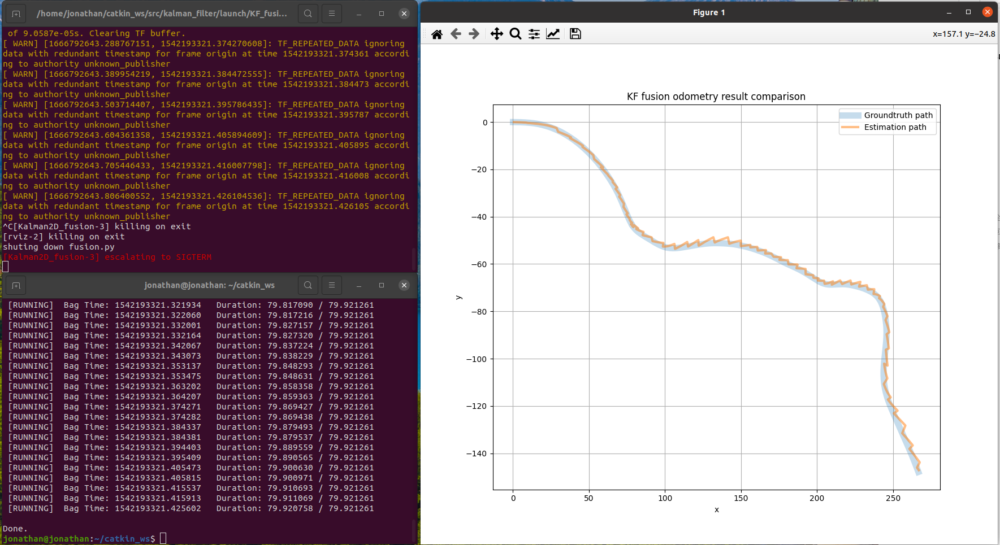 /home/jonathan/catkin_ws/src/kalman_filter/launch/KF_fusi...
 of 9.0587e-05s. Clearing TF buffer.
[ WARN] [1666792643.288767151, 1542193321.374270608]: TF_REPEATED_DATA ignoring
data with redundant timestamp for frame origin at time 1542193321.374361 accordi
ng to authority unknown_publisher
[ WARN] [1666792643.389954219, 1542193321.384472555]: TF_REPEATED_DATA ignoring
data with redundant timestamp for frame origin at time 1542193321.384473 accordi
ng to authority unknown_publisher
[ WARN] [1666792643.503714407, 1542193321.395786435]: TF_REPEATED_DATA ignoring
data with redundant timestamp for frame origin at time 1542193321.395787 accordi
ng to authority unknown_publisher
[ WARN] [1666792643.604361358, 1542193321.405894609]: TF_REPEATED_DATA ignoring
data with redundant timestamp for frame origin at time 1542193321.405895 accordi
ng to authority unknown_publisher
[ WARN] [1666792643.705446433, 1542193321.416007798]: TF_REPEATED_DATA ignoring
data with redundant timestamp for frame origin at time 1542193321.416008 accordi
ng to authority unknown_publisher
[ WARN] [1666792643.806400552, 1542193321.426104536]: TF_REPEATED_DATA ignoring
data with redundant timestamp for frame origin at time 1542193321.426105 accordi
ng to authority unknown_publisher
^C[Kalman2D_fusion-3] killing on exit
[rviz-2] killing on exit
shuting down fusion.py
[Kalman2D_fusion-3] escalating to SIGTERM
jonathan@jonathan: ~/catkin_ws
[RUNNING]  Bag Time: 1542193321.321934   Duration: 79.817090 / 79.921261
[RUNNING]  Bag Time: 1542193321.322060   Duration: 79.817216 / 79.921261
[RUNNING]  Bag Time: 1542193321.332001   Duration: 79.827157 / 79.921261
[RUNNING]  Bag Time: 1542193321.332164   Duration: 79.827320 / 79.921261
[RUNNING]  Bag Time: 1542193321.342067   Duration: 79.837224 / 79.921261
[RUNNING]  Bag Time: 1542193321.343073   Duration: 79.838229 / 79.921261
[RUNNING]  Bag Time: 1542193321.353137   Duration: 79.848293 / 79.921261
[RUNNING]  Bag Time: 1542193321.353475   Duration: 79.848631 / 79.921261
[RUNNING]  Bag Time: 1542193321.363202   Duration: 79.858358 / 79.921261
[RUNNING]  Bag Time: 1542193321.364207   Duration: 79.859363 / 79.921261
[RUNNING]  Bag Time: 1542193321.374271   Duration: 79.869427 / 79.921261
[RUNNING]  Bag Time: 1542193321.374282   Duration: 79.869438 / 79.921261
[RUNNING]  Bag Time: 1542193321.384337   Duration: 79.879493 / 79.921261
[RUNNING]  Bag Time: 1542193321.384381   Duration: 79.879537 / 79.921261
[RUNNING]  Bag Time: 1542193321.394403   Duration: 79.889559 / 79.921261
[RUNNING]  Bag Time: 1542193321.395409   Duration: 79.890565 / 79.921261
[RUNNING]  Bag Time: 1542193321.405473   Duration: 79.900630 / 79.921261
[RUNNING]  Bag Time: 1542193321.405815   Duration: 79.900971 / 79.921261
[RUNNING]  Bag Time: 1542193321.415537   Duration: 79.910693 / 79.921261
[RUNNING]  Bag Time: 1542193321.415913   Duration: 79.911069 / 79.921261
[RUNNING]  Bag Time: 1542193321.425602   Duration: 79.920758 / 79.921261
Done.
jonathan@jonathan:~/catkin_ws$
Figure 1
x=157.1 y=−24.8
KF fusion odometry result comparison
Groundtruth path
Estimation path
0
−20
−40
−60
−80
−100
−120
−140
y
0
50
100
150
200
250
x